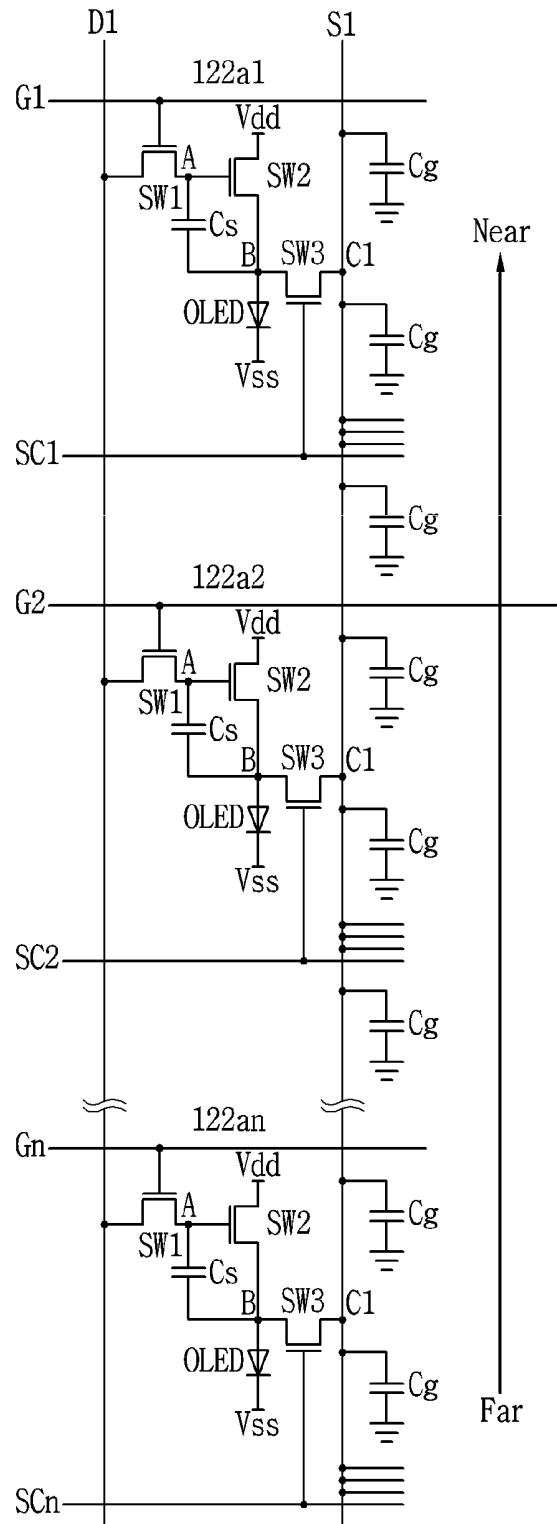 D1 S1
122a1
G1
Vdd
A
SW2
Cg
SW1
Cs
Near
B SW3 C1
OLED
Cg
Vss
SC1
Cg
122a2
G2
Vdd
A
SW2
Cg
SW1
Cs
B SW3 C1
OLED
Cg
Vss
SC2
Cg
122an
Gn
Vdd
A
SW2
Cg
SW1
Cs
B SW3 C1
OLED
Cg
Far
Vss
SCn